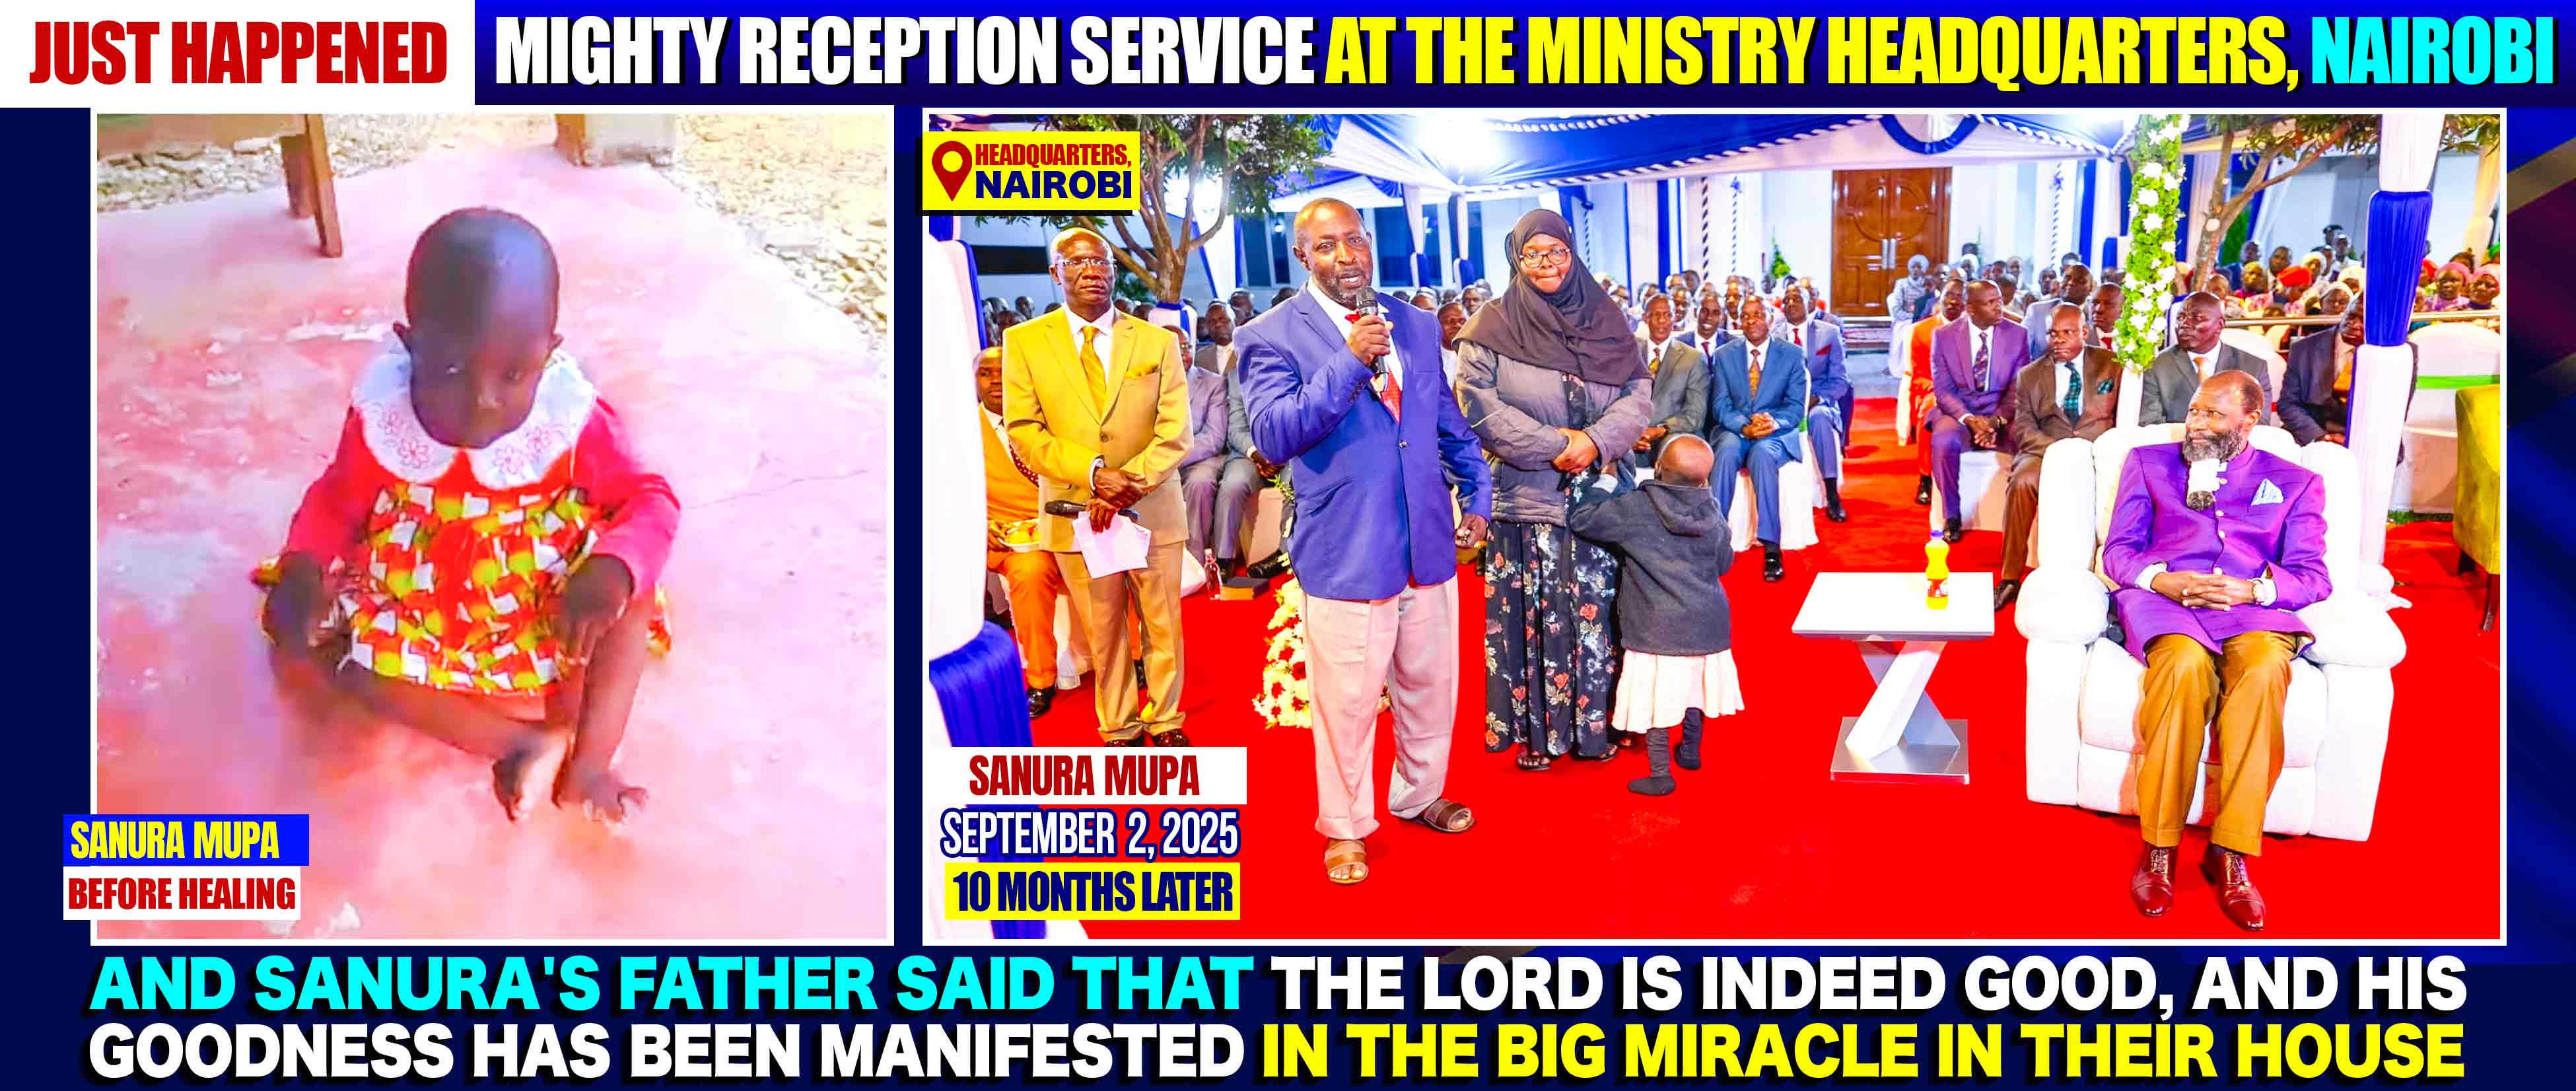 JUST HAPPENED
MIGHTY RECEPTION SERVICE AT THE MINISTRY HEADQUARTERS, NAIROBI
HEADQUARTERS,
NAIROBI
SANURA MUPA
BEFORE HEALING
SANURA MUPA
SEPTEMBER 2, 2025
10 MONTHS LATER
AND SANURA'S FATHER SAID THAT THE LORD IS INDEED GOOD, AND HIS
GOODNESS HAS BEEN MANIFESTED IN THE BIG MIRACLE IN THEIR HOUSE